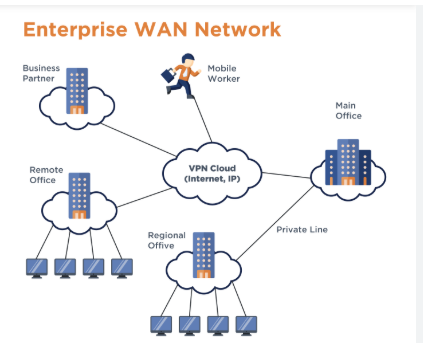 Enterprise WAN Network
Business
Partner
Mobile
Worker
Main
Office
VPN Cloud
(Internet, IP)
Remote
Office
Regional
Offive
Private Line